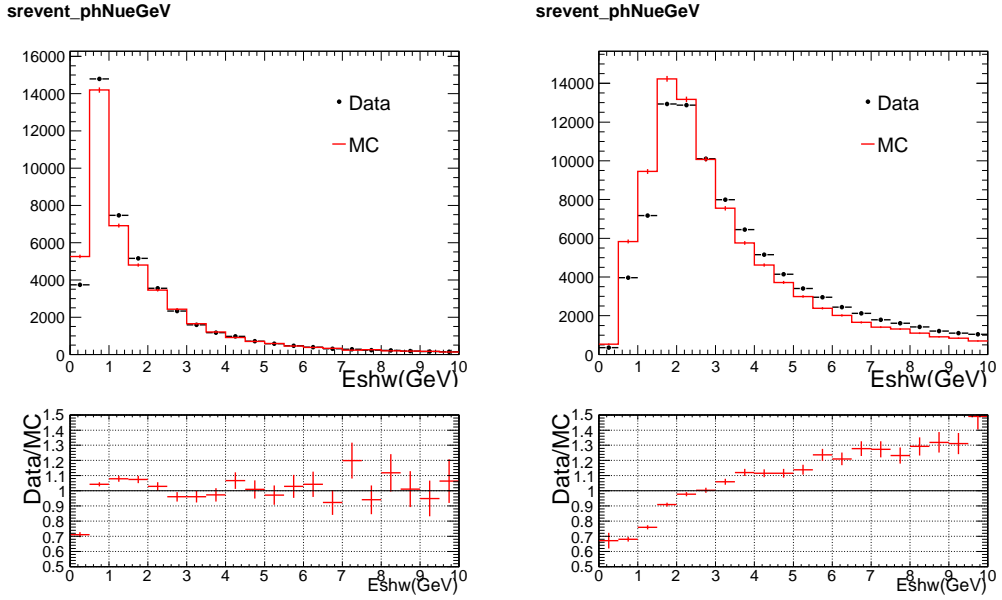 srevent_phNueGeV
16000
14000
12000
10000
8000
6000
4000
2000
0
Data
MC
0 1 2 3 4 5 6 7 8 9 10
Eshw(GeV)
Data/MC
1.5
1.4
1.3
1.2
1.1
1
0.9
0.8
0.7
0.6
0.5
0 1 2 3 4 5 6 7 8 9 10
Eshw(GeV)
srevent_phNueGeV
14000
12000
10000
8000
6000
4000
2000
0
Data
MC
0 1 2 3 4 5 6 7 8 9 10
Eshw(GeV)
Data/MC
1.5
1.4
1.3
1.2
1.1
1
0.9
0.8
0.7
0.6
0.5
0 1 2 3 4 5 6 7 8 9 10
Eshw(GeV)